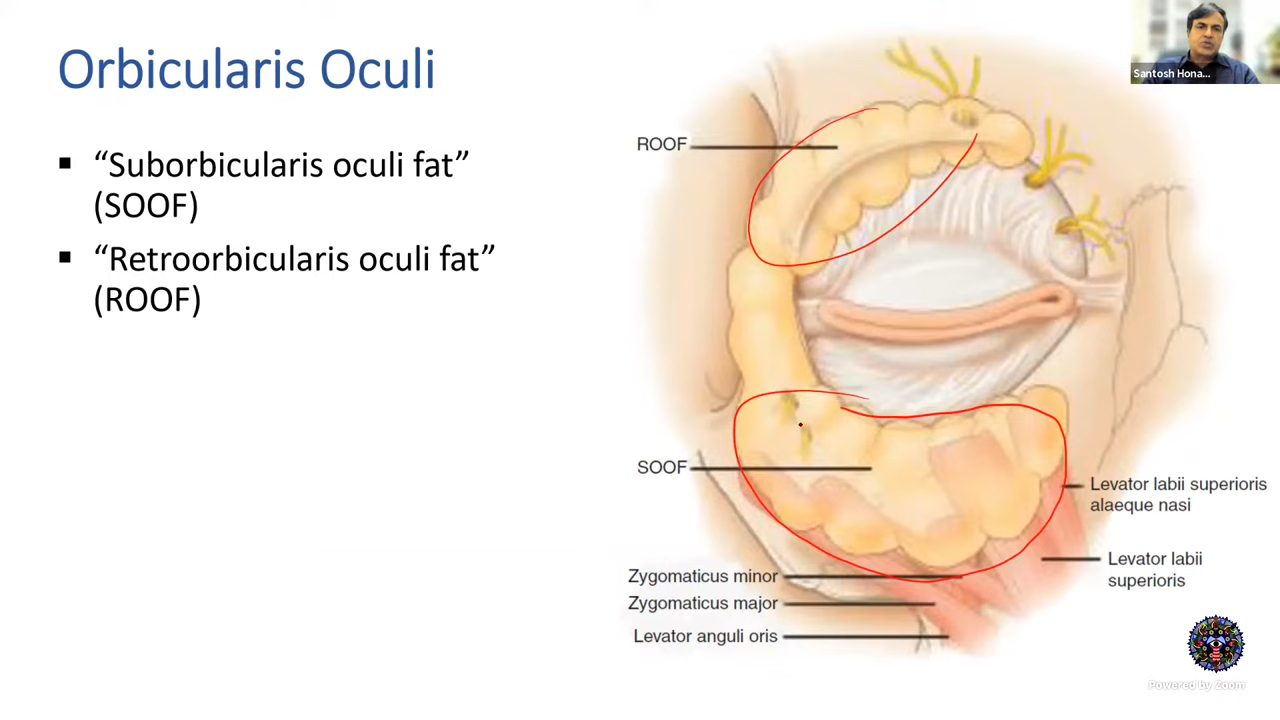 Orbicularis Oculi
▪ “Suborbicularis oculi fat”
(SOOF)
▪ “Retroorbicularis oculi fat”
(ROOF)
ROOF
SOOF
Zygomaticus minor
Zygomaticus major
Levator anguli oris
Levator labii superioris
alaeque nasi
Levator labii
superioris
Santosh Hona...
Powered by Zoom